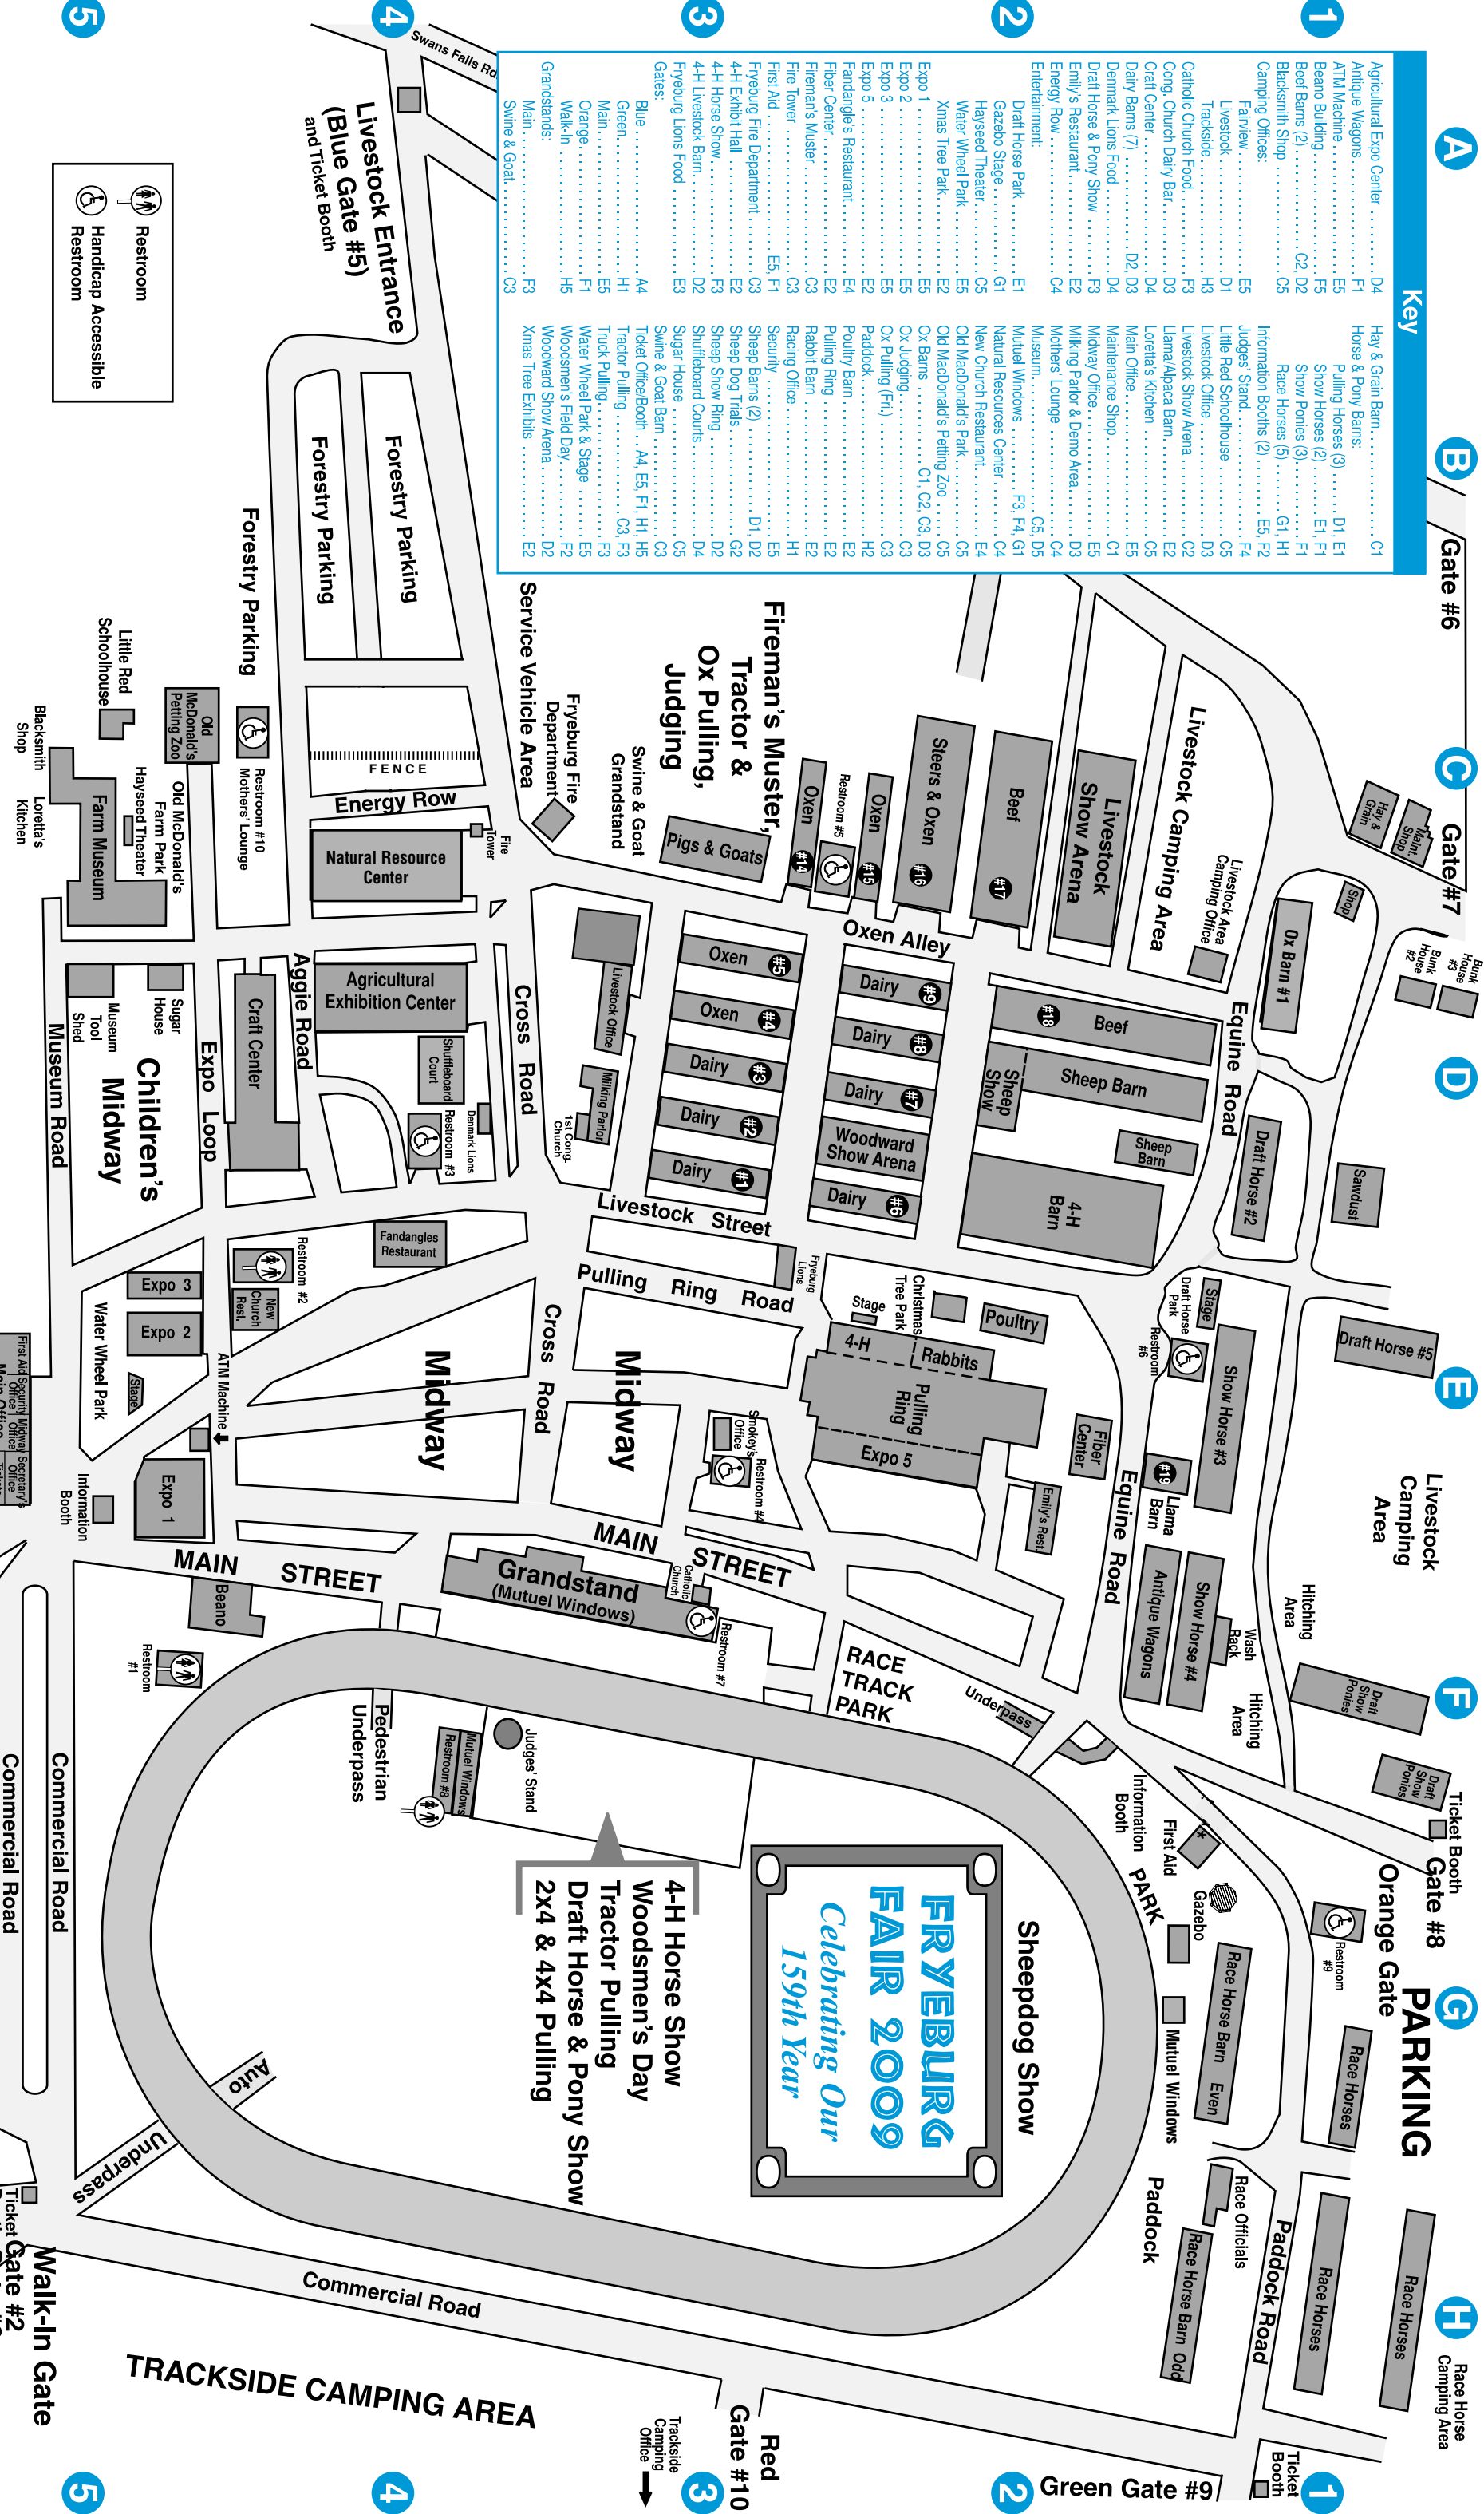 A
B
C
D
E
F
G
H
1
2
3
4
5
1
2
3
4
5
Key
Agricultural Expo Center . . . . . . . D4
Antique Wagons. . . . . . . . . . . . . . F1
ATM Machine . . . . . . . . . . . . . . . . E5
Beano Building. . . . . . . . . . . . . . . F5
Beef Barns (2) . . . . . . . . . . . . C2, D2
Blacksmith Shop . . . . . . . . . . . . . C5
Camping Offices:
Fairview. . . . . . . . . . . . . . . . . . E5
Livestock . . . . . . . . . . . . . . . . . D1
Trackside. . . . . . . . . . . . . . . . . H3
Catholic Church Food. . . . . . . . . . F3
Cong. Church Dairy Bar . . . . . . . . D3
Craft Center. . . . . . . . . . . . . . . . . D4
Dairy Barns (7) . . . . . . . . . . . D2, D3
Denmark Lions Food . . . . . . . . . . D4
Draft Horse & Pony Show . . . . . . F3
Emily's Restaurant. . . . . . . . . . . . E2
Energy Row . . . . . . . . . . . . . . . . . C4
Entertainment:
Draft Horse Park . . . . . . . . . . . E1
Gazebo Stage . . . . . . . . . . . . . G1
Hayseed Theater. . . . . . . . . . . C5
Water Wheel Park . . . . . . . . . . E5
Xmas Tree Park. . . . . . . . . . . . E2
Expo 1 . . . . . . . . . . . . . . . . . . . . E5
Expo 2 . . . . . . . . . . . . . . . . . . . . E5
Expo 3 . . . . . . . . . . . . . . . . . . . . E5
Expo 5 . . . . . . . . . . . . . . . . . . . . E2
Fandangle's Restaurant. . . . . . . . E4
Fiber Center. . . . . . . . . . . . . . . . . E2
Fireman's Muster . . . . . . . . . . . . C3
Fire Tower . . . . . . . . . . . . . . . . . C3
First Aid . . . . . . . . . . . . . . . . E5, F1
Fryeburg Fire Department . . . . . . C3
4-H Exhibit Hall . . . . . . . . . . . . . . E2
4-H Horse Show. . . . . . . . . . . . . . F3
4-H Livestock Barn. . . . . . . . . . . . D2
Fryeburg Lions Food . . . . . . . . . . E3
Gates:
Blue . . . . . . . . . . . . . . . . . . . . A4
Green. . . . . . . . . . . . . . . . . . . H1
Main. . . . . . . . . . . . . . . . . . . . E5
Orange. . . . . . . . . . . . . . . . . . F1
Walk-In . . . . . . . . . . . . . . . . . . H5
Grandstands:
Main. . . . . . . . . . . . . . . . . . . . F3
Swine & Goat. . . . . . . . . . . . . . C3
Hay & Grain Barn. . . . . . . . . . . . . C1
Horse & Pony Barns:
Pulling Horses (3) . . . . . . . D1, E1
Show Horses (2) . . . . . . . . E1, F1
Show Ponies (3). . . . . . . . . . . . F1
Race Horses (5) . . . . . . . . G1, H1
Information Booths (2) . . . . . . E5, F2
Judges' Stand. . . . . . . . . . . . . . . F4
Little Red Schoolhouse . . . . . . . . C5
Livestock Office . . . . . . . . . . . . . . D3
Livestock Show Arena . . . . . . . . . C2
Llama/Alpaca Barn . . . . . . . . . . . E2
Loretta's Kitchen . . . . . . . . . . . . . C5
Main Office. . . . . . . . . . . . . . . . . E5
Maintenance Shop. . . . . . . . . . . . C1
Midway Office. . . . . . . . . . . . . . . E5
Milking Parlor & Demo Area. . . . . D3
Mothers' Lounge . . . . . . . . . . . . . C4
Museum. . . . . . . . . . . . . . . . . C5, D5
Mutuel Windows . . . . . . . F3, F4, G1
Natural Resources Center . . . . . . C4
New Church Restaurant. . . . . . . . E4
Old MacDonald's Park . . . . . . . . . C5
Old MacDonald's Petting Zoo . . . . C5
Ox Barns . . . . . . . . . C1, C2, C3, D3
Ox Judging. . . . . . . . . . . . . . . . . C3
Ox Pulling (Fri.) . . . . . . . . . . . . . . C3
Paddock. . . . . . . . . . . . . . . . . . . H2
Poultry Barn . . . . . . . . . . . . . . . . E2
Pulling Ring . . . . . . . . . . . . . . . . E2
Rabbit Barn . . . . . . . . . . . . . . . . E2
Racing Office . . . . . . . . . . . . . . . H1
Security . . . . . . . . . . . . . . . . . . . E5
Sheep Barns (2) . . . . . . . . . . D1, D2
Sheep Dog Trials. . . . . . . . . . . . . G2
Sheep Show Ring . . . . . . . . . . . . D2
Shuffleboard Courts. . . . . . . . . . . D4
Sugar House . . . . . . . . . . . . . . . . C5
Swine & Goat Barn . . . . . . . . . . . C3
Ticket Office/Booth . . A4, E5, F1, H1, H5
Tractor Pulling . . . . . . . . . . . . C3, F3
Truck Pulling. . . . . . . . . . . . . . . . F3
Water Wheel Park & Stage . . . . . E5
Woodsmen's Field Day. . . . . . . . . F2
Woodward Show Arena . . . . . . . . D2
Xmas Tree Exhibits . . . . . . . . . . . E2
Gate #6
Gate #7
Hay & Grain
Maint. Shop
Shop
Bunk House #3
Bunk House #2
Ox Barn #1
Livestock Area
Camping Office
Livestock Camping Area
Livestock
Show Arena
Beef
#17
Steers & Oxen
#16
Oxen
#15
Restroom #5
Oxen
#14
Oxen Alley
Pigs & Goats
Fireman's Muster,
Tractor &
Ox Pulling,
Judging
Swine & Goat
Grandstand
Fryeburg Fire
Department
Service Vehicle Area
Swans Falls Rd
Livestock Entrance
(Blue Gate #5)
and Ticket Booth
Restroom
Handicap Accessible
Restroom
Forestry Parking
Forestry Parking
Forestry Parking
FENCE
Energy Row
Fire
Tower
Natural Resource
Center
Restroom #10
Mothers' Lounge
Old
McDonald's
Petting Zoo
Old McDonald's
Farm Park
Hayseed Theater
Little Red
Schoolhouse
Blacksmith
Shop
Loretta's
Kitchen
Farm Museum
Equine Road
Beef
#18
Sheep Barn
Sheep
Show
Sheep
Barn
4-H
Barn
Draft Horse #2
Sawdust
Dairy
#9
Dairy
#8
Dairy
#7
Woodward
Show Arena
Dairy
#6
Oxen
#5
Oxen
#4
Dairy
#3
Dairy
#2
Dairy
#1
Livestock Office
Milking Parlor
1st Cong.
Church
Livestock Street
Cross Road
Agricultural
Exhibition Center
Shuffleboard
Court
Denmark Lions
Restroom #3
Aggie Road
Craft Center
Expo Loop
Sugar
House
Museum
Tool
Shed
Children's
Midway
Museum Road
Draft Horse #5
Stage
Draft Horse
Park
Restroom
#6
Show Horse #3
#19
Llama
Barn
Livestock
Camping
Area
Fiber
Center
Emily's Rest.
Equine Road
Poultry
Christmas
Tree Park
Stage
4-H
Rabbits
Pulling
Ring
Expo 5
Fryeburg
Lions
Pulling Ring Road
Smokey's
Office
Restroom #4
Midway
Cross Road
Midway
Fandangles
Restaurant
Restroom #2
New
Church
Rest.
ATM Machine
Expo 3
Expo 2
Stage
Expo 1
Water Wheel Park
Information
Booth
First Aid
Security
Office
Midway
Office
Secretary's
Office
Main Office
Tickets
MAIN STREET
MAIN STREET
Hitching
Area
Wash
Rack
Show Horse #4
Antique Wagons
Hitching
Area
Draft
Show
Ponies
Draft
Show
Ponies
Ticket Booth
Gate #8
Orange Gate
Grandstand
(Mutuel Windows)
Catholic
Church
Restroom #7
RACE
TRACK
PARK
Underpass
Beano
Restroom
#1
Pedestrian
Underpass
Mutuel Windows
Restroom #8
Judges' Stand
Information
Booth
First Aid
PARK
Gazebo
Restroom
#9
PARKING
Race Horses
Race Horse Barn Even
Mutuel Windows
Sheepdog Show
FRYEBURG
FAIR 2009
Celebrating Our
159th Year
4-H Horse Show
Woodsmen's Day
Tractor Pulling
Draft Horse & Pony Show
2x4 & 4x4 Pulling
Auto
Underpass
Commercial Road
Commercial Road
Race Officials
Paddock
Race Horse Barn Odd
Paddock Road
Race Horses
Race Horses
Race Horse
Camping Area
Ticket
Booth
Green Gate #9
Red
Gate #10
Trackside
Camping
Office
Commercial Road
TRACKSIDE CAMPING AREA
Walk-In Gate
Gate #2
Ticket